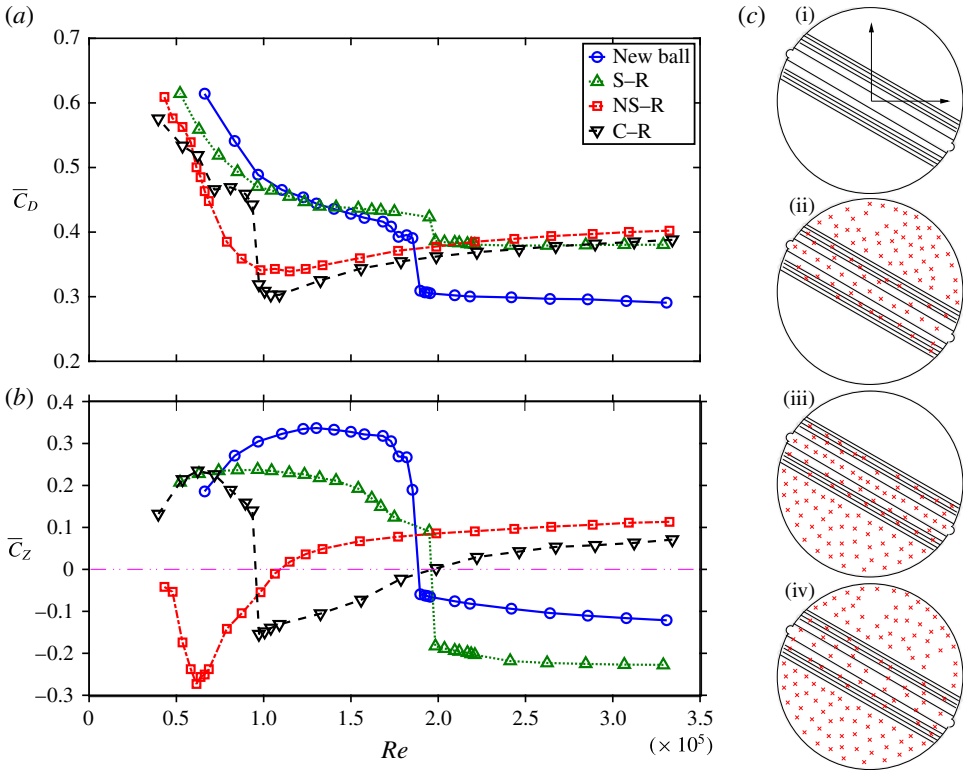 (a)
0.7
0.6
0.5
0.4
0.3
0.2
C̅_D
New ball
S–R
NS–R
C–R
(b)
0.4
0.3
0.2
0.1
0
−0.1
−0.2
−0.3
C̅_Z
0
0.5
1.0
1.5
2.0
2.5
3.0
3.5
Re
(× 10⁵)
(c)
(i)
(ii)
(iii)
(iv)